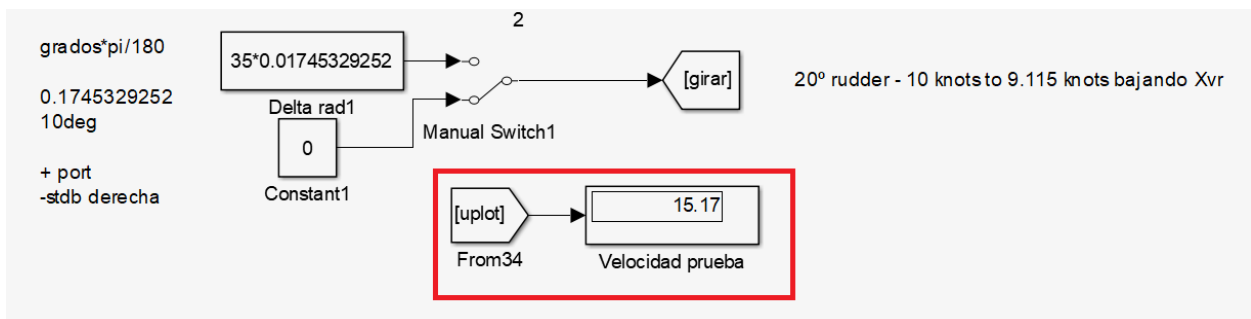 2
grados*pi/180
35*0.01745329252
[girar]
20º rudder - 10 knots to 9.115 knots bajando Xvr
0.1745329252
10deg
Delta rad1
Manual Switch1
0
+ port
-stdb derecha
Constant1
[uplot]
15.17
From34
Velocidad prueba